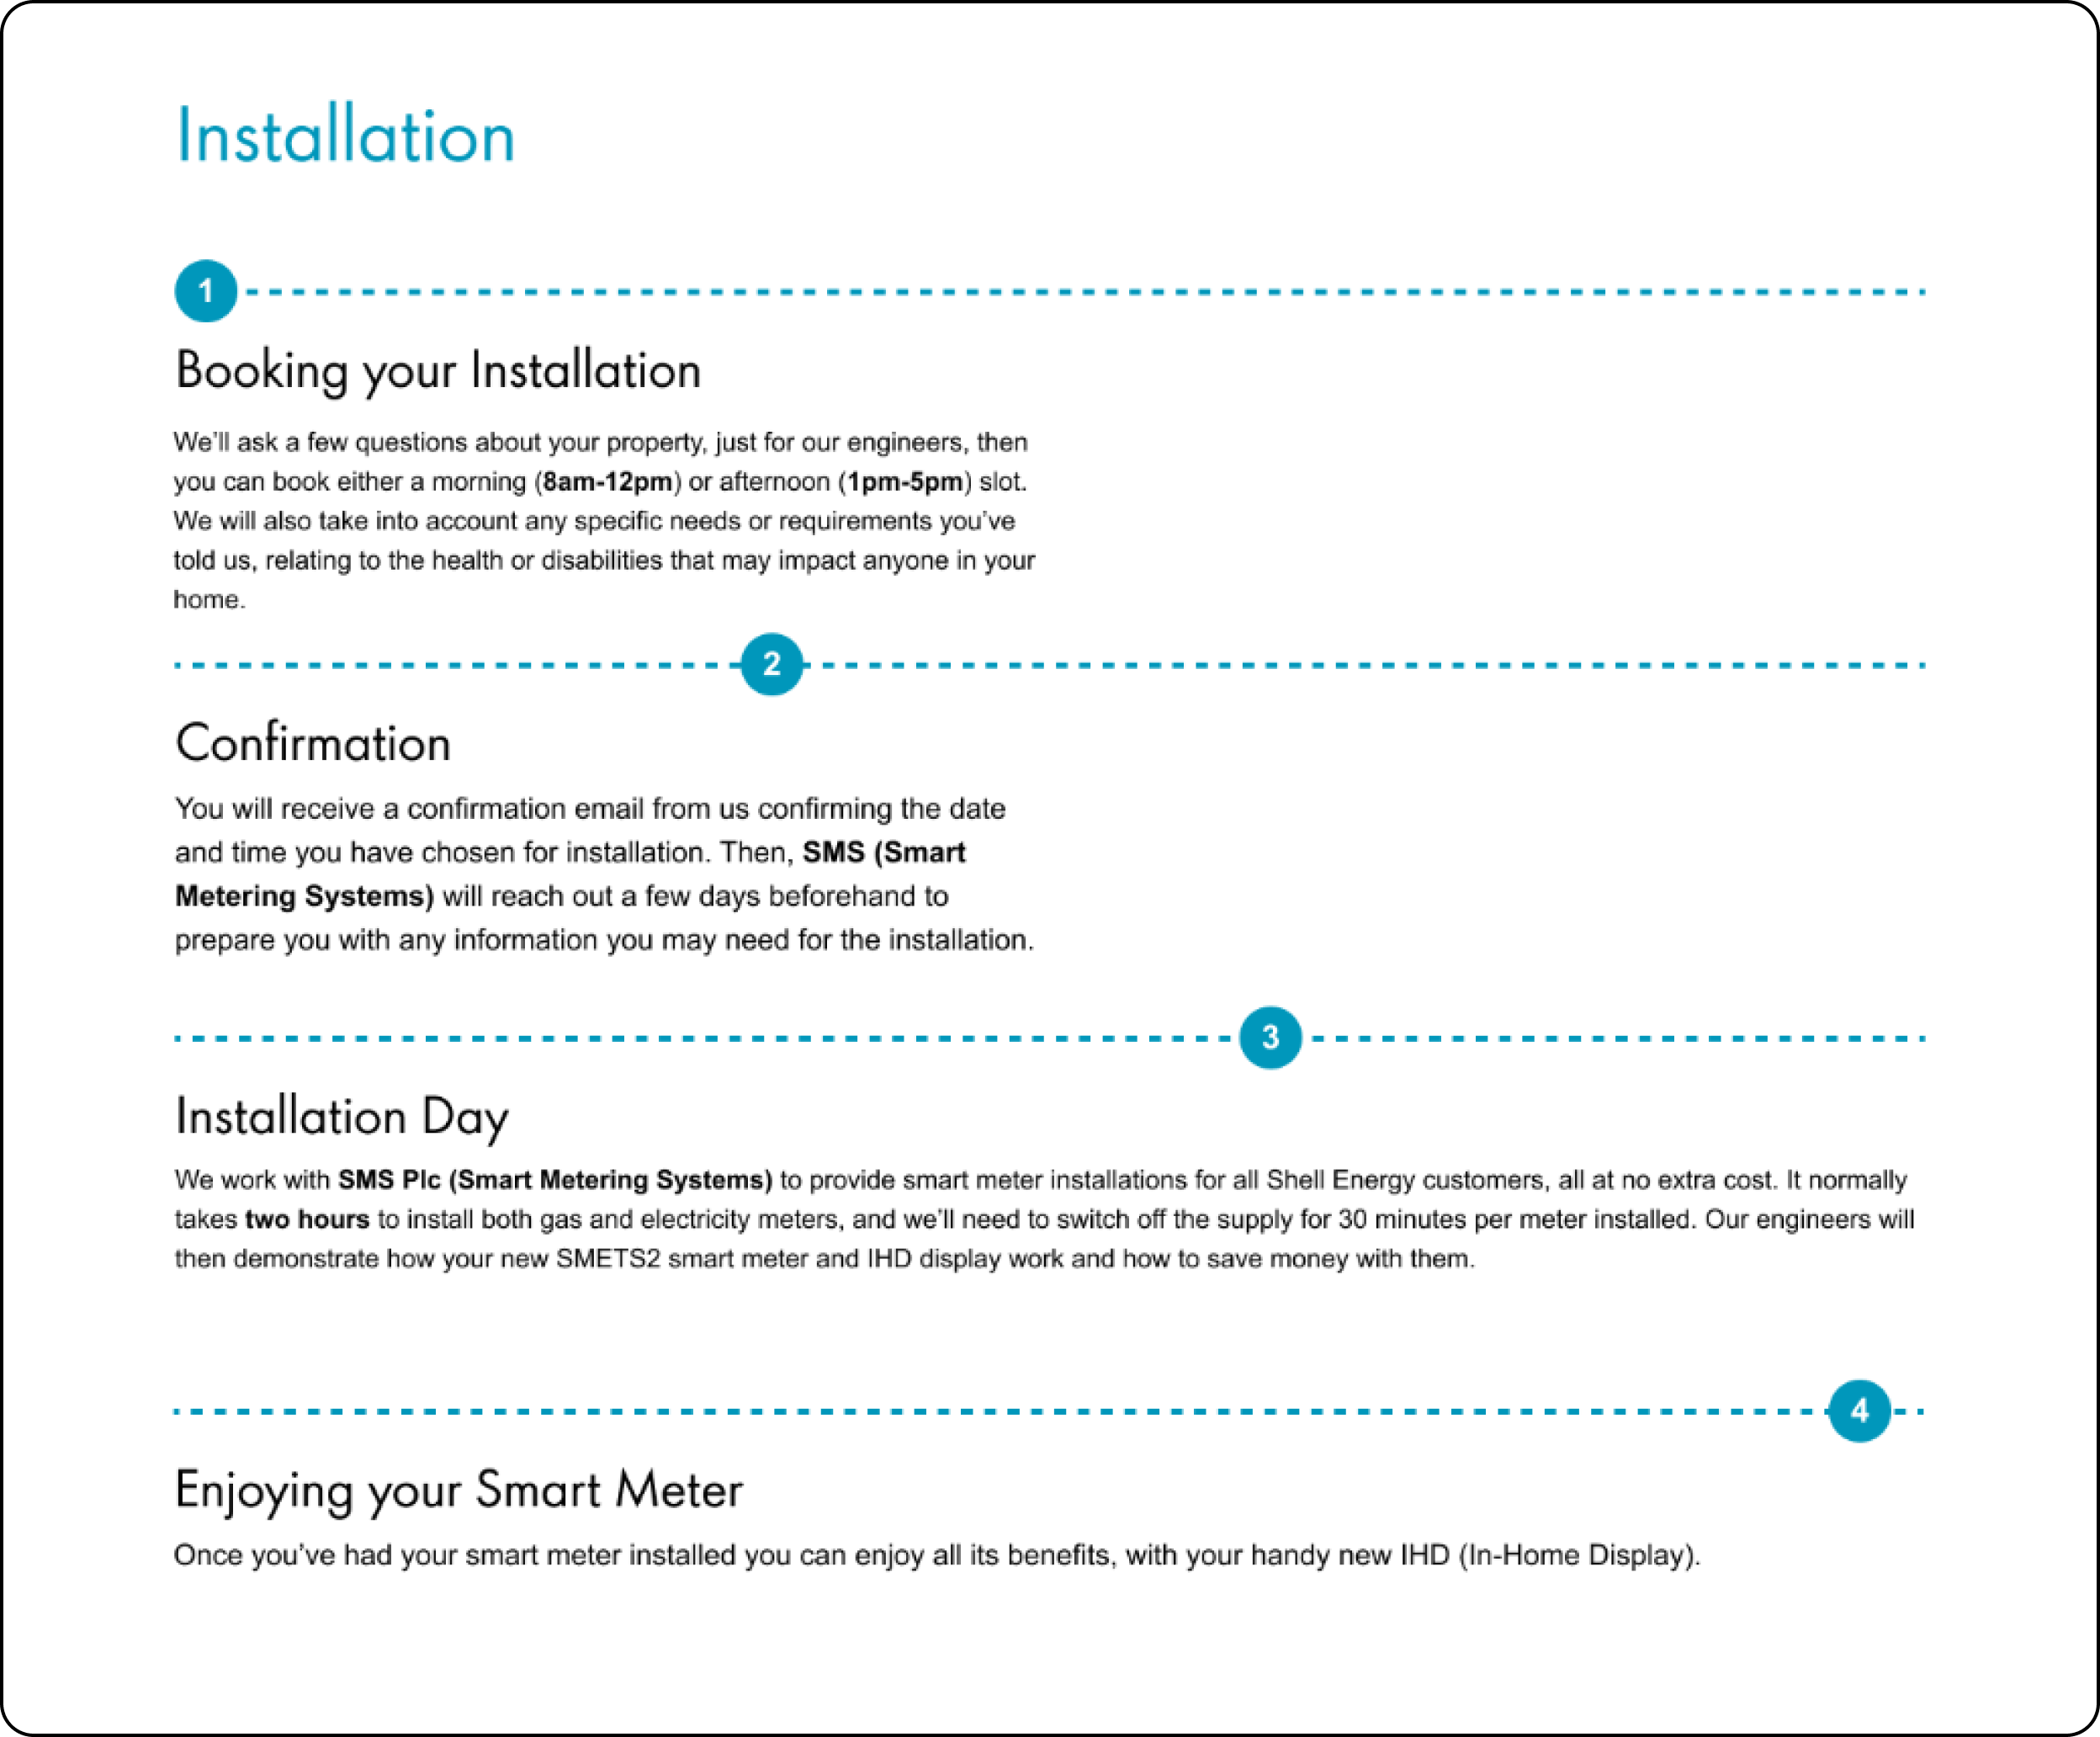 Installation
1
Booking your Installation
We’ll ask a few questions about your property, just for our engineers, then
you can book either a morning (8am-12pm) or afternoon (1pm-5pm) slot.
We will also take into account any specific needs or requirements you’ve
told us, relating to the health or disabilities that may impact anyone in your
home.
2
Confirmation
You will receive a confirmation email from us confirming the date
and time you have chosen for installation. Then, SMS (Smart
Metering Systems) will reach out a few days beforehand to
prepare you with any information you may need for the installation.
3
Installation Day
We work with SMS Plc (Smart Metering Systems) to provide smart meter installations for all Shell Energy customers, all at no extra cost. It normally
takes two hours to install both gas and electricity meters, and we’ll need to switch off the supply for 30 minutes per meter installed. Our engineers will
then demonstrate how your new SMETS2 smart meter and IHD display work and how to save money with them.
4
Enjoying your Smart Meter
Once you’ve had your smart meter installed you can enjoy all its benefits, with your handy new IHD (In-Home Display).